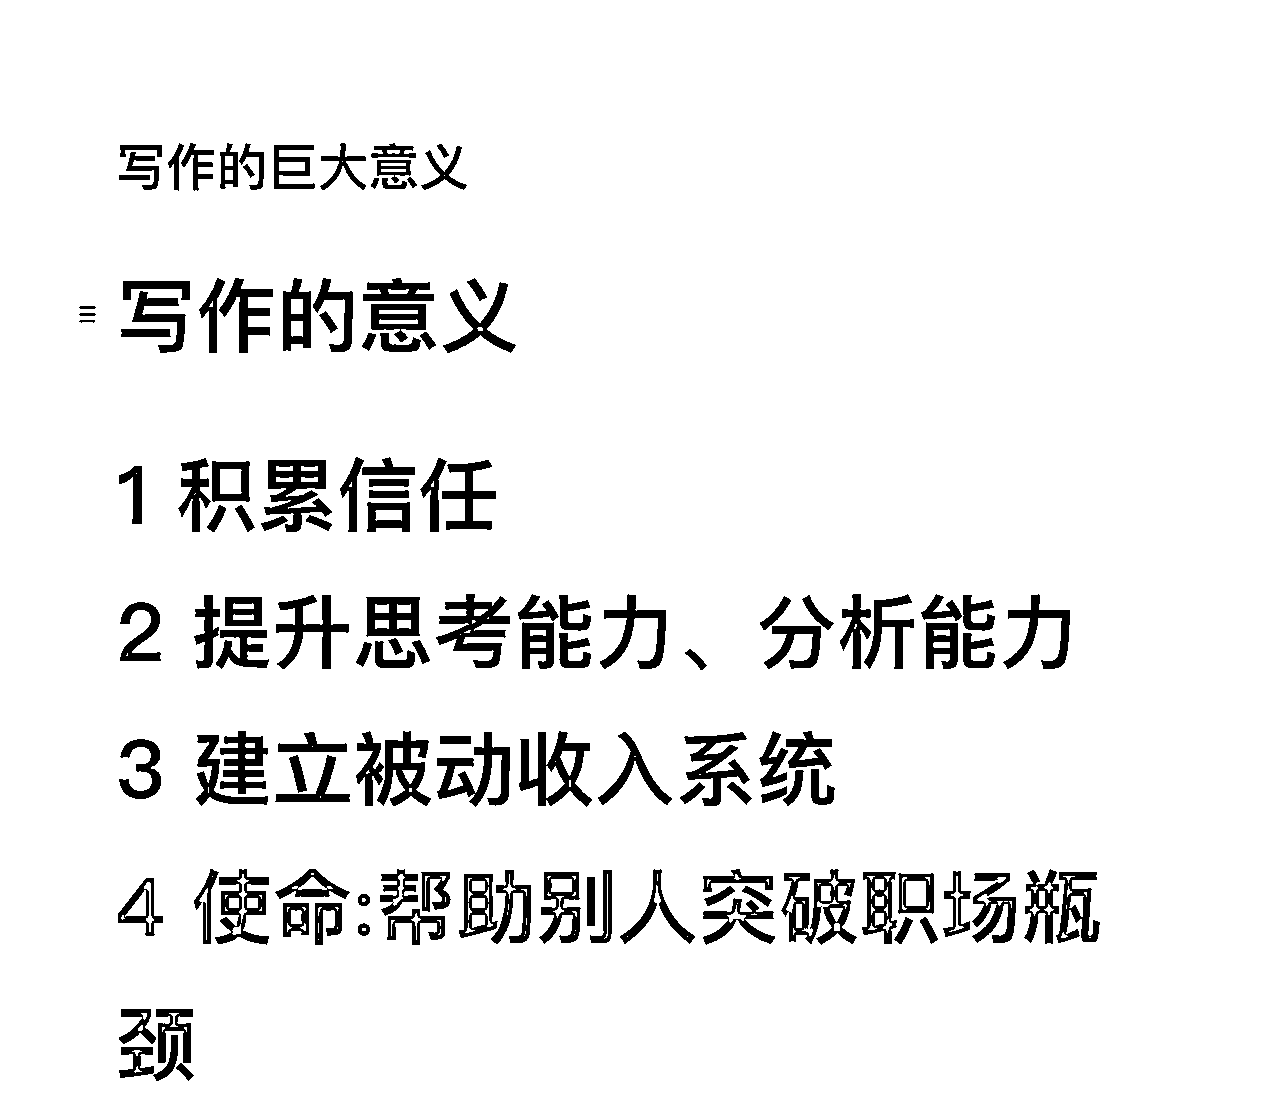 写作的巨大意义
写作的意义
1 积累信任
2 提升思考能力、分析能力
3 建立被动收入系统
4 使命:帮助别人突破职场瓶
颈